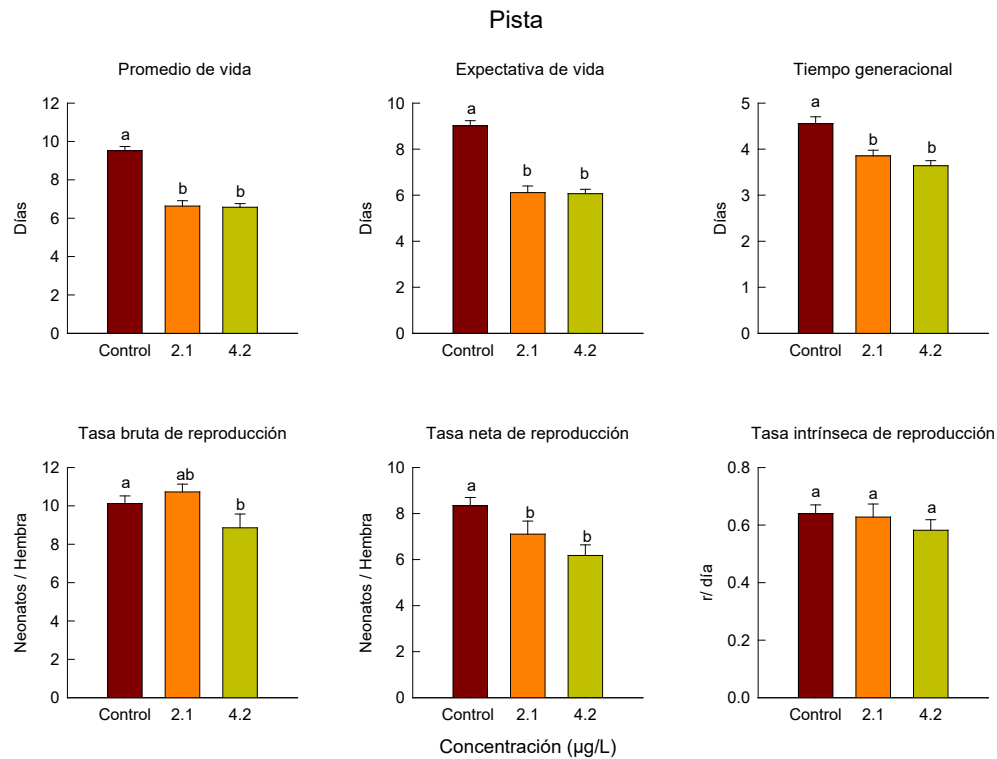 Pista
Promedio de vida
Expectativa de vida
Tiempo generacional
Días
12
10
8
6
4
2
0
a
b
b
Control 2.1 4.2
Días
10
8
6
4
2
0
a
b
b
Control 2.1 4.2
Días
5
4
3
2
1
0
a
b
b
Control 2.1 4.2
Tasa bruta de reproducción
Tasa neta de reproducción
Tasa intrínseca de reproducción
Neonatos / Hembra
12
10
8
6
4
2
0
a
ab
b
Control 2.1 4.2
Neonatos / Hembra
10
8
6
4
2
0
a
b
b
Control 2.1 4.2
r/ día
0.8
0.6
0.4
0.2
0.0
a
a
a
Control 2.1 4.2
Concentración (µg/L)